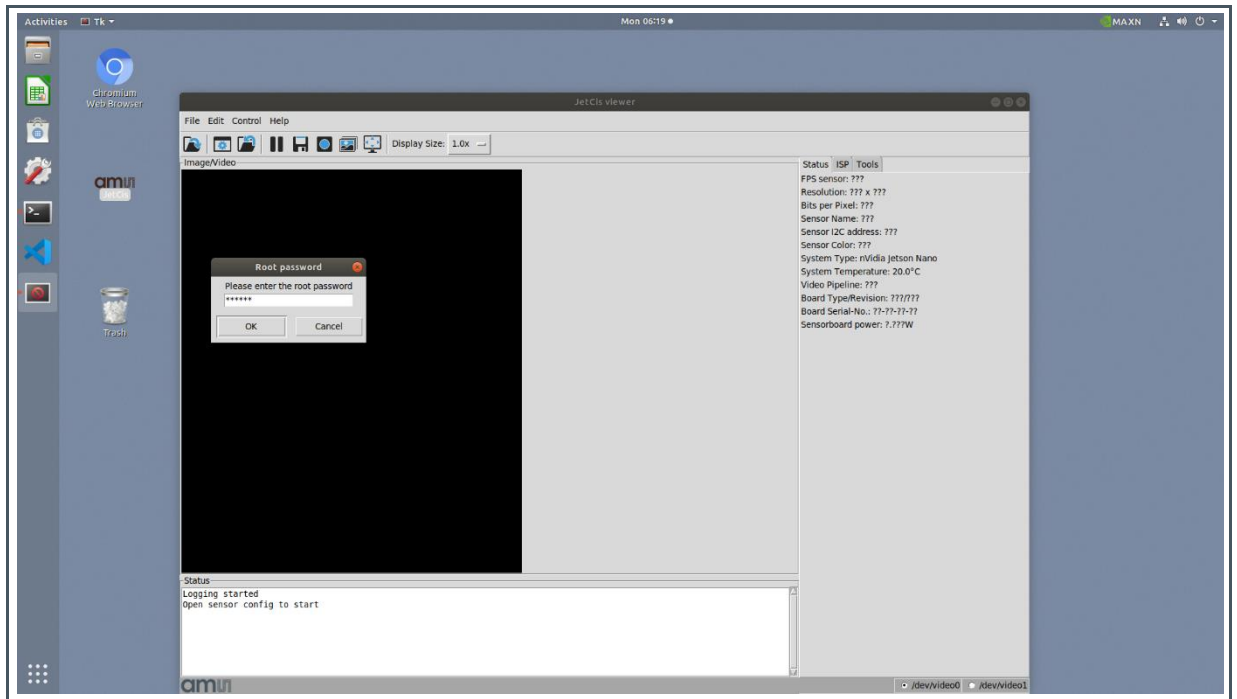 Activities Tk
Mon 06:19
MAXN
Chromium
Web Browser
amu
JetCis
Trash
JetCis viewer
File Edit Control Help
Display Size: 1.0x
Image/Video
Root password
Please enter the root password
******
OK Cancel
Status ISP Tools
FPS sensor: ???
Resolution: ??? x ???
Bits per Pixel: ???
Sensor Name: ???
Sensor I2C address: ???
Sensor Color: ???
System Type: nVidia Jetson Nano
System Temperature: 20.0°C
Video Pipeline: ???
Board Type/Revision: ???/???
Board Serial-No.: ??-??-??-??
Sensorboard power: ?.???W
Status
Logging started
Open sensor config to start
amu
/dev/video0 /dev/video1